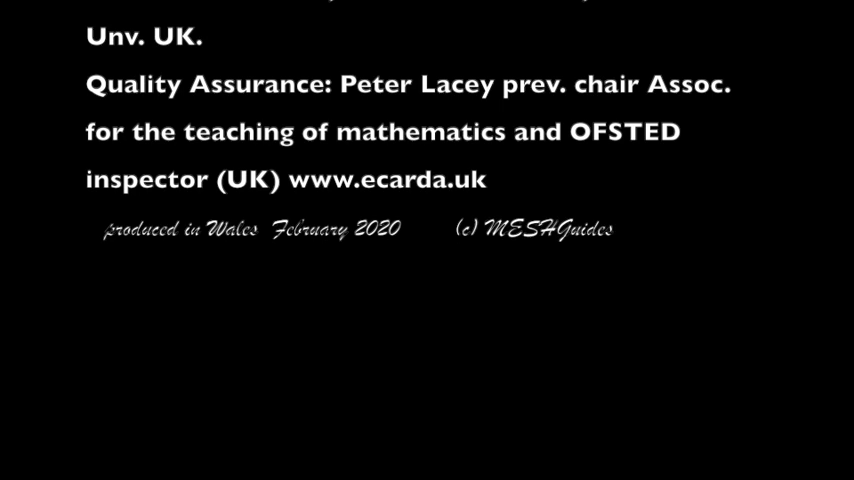 Unv. UK.
Quality Assurance: Peter Lacey prev. chair Assoc.
for the teaching of mathematics and OFSTED
inspector (UK) www.ecarda.uk
produced in Wales February 2020 (c) MESHGuides